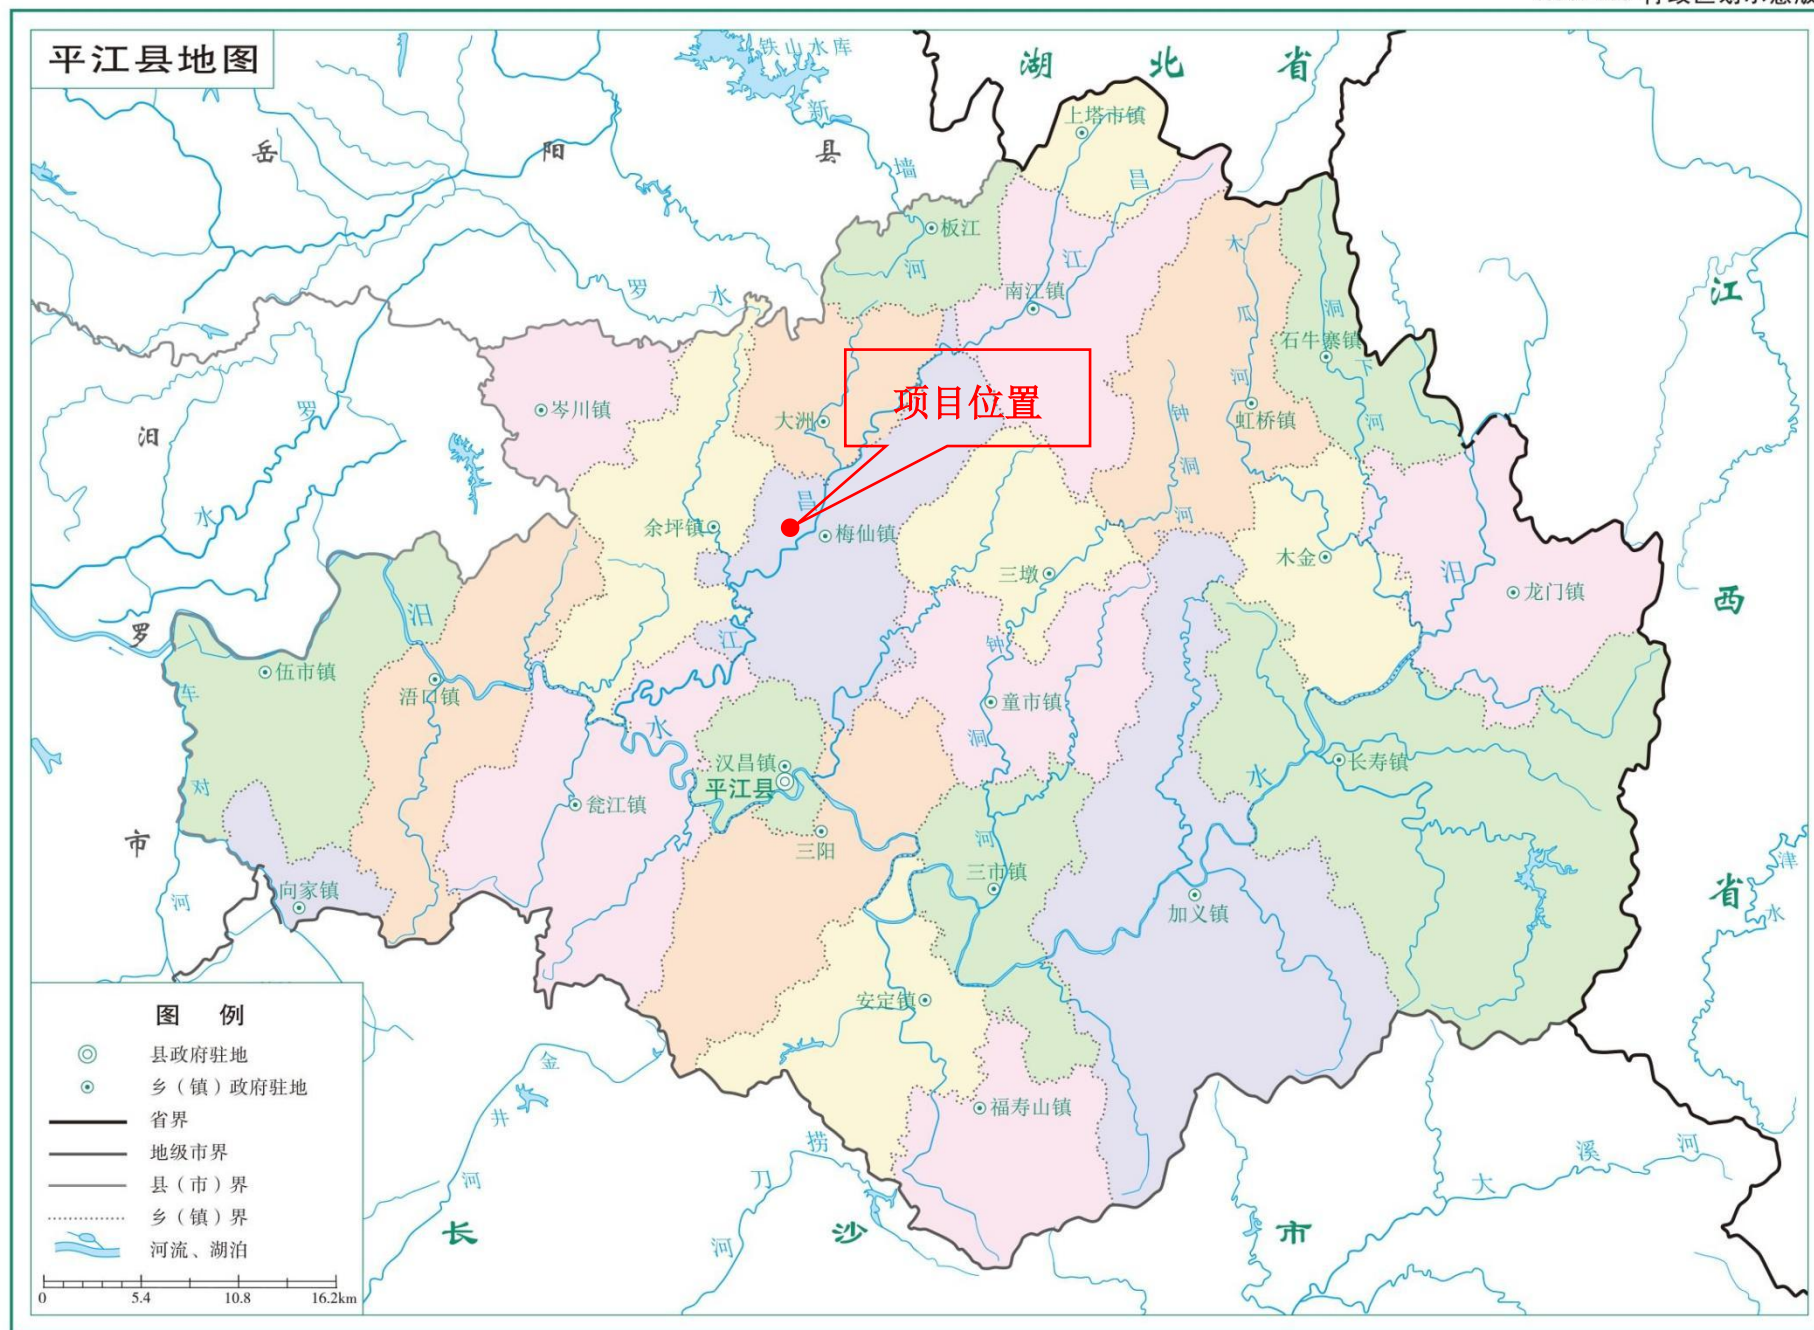 平江县地图
铁山水库
新
墙
河
湖北省
岳阳县
上塔市镇
昌
江
板江
南江镇
木
瓜
河
洞
下
河
石牛寨镇
虹桥镇
江
西
省
罗水
岑川镇
大洲
项目位置
钟
洞
河
汨
罗
市
罗
水
余坪镇
昌
梅仙镇
江
三墩
木金
汨
龙门镇
汨
伍市镇
浯口镇
车
对
河
水
钟
洞
河
童市镇
汉昌镇
平江县
瓮江镇
三阳
水
长寿镇
三市镇
加义镇
向家镇
安定镇
福寿山镇
津
水
金
井
河
捞
刀
河
大溪河
长沙市
图 例
县政府驻地
乡（镇）政府驻地
省界
地级市界
县（市）界
乡（镇）界
河流、湖泊
0 5.4 10.8 16.2km